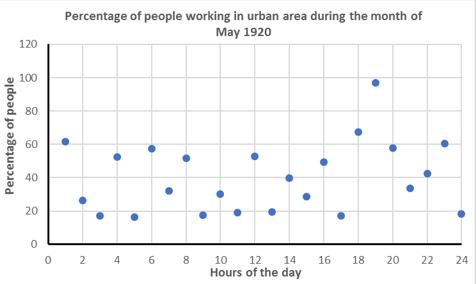 Percentage of people working in urban area during the month of
May 1920
Percentage of people
120
100
80
60
40
20
0
0 2 4 6 8 10 12 14 16 18 20 22 24
Hours of the day